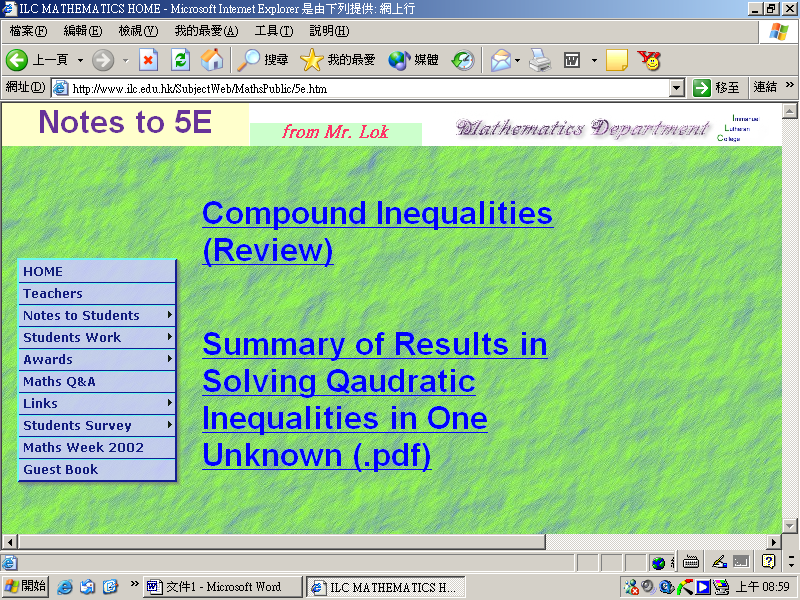 ILC MATHEMATICS HOME - Microsoft Internet Explorer 是由下列提供: 網上行
檔案(F) 編輯(E) 檢視(V) 我的最愛(A) 工具(T) 說明(H)
上一頁 搜尋 我的最愛 媒體
網址(D) http://www.ilc.edu.hk/SubjectWeb/MathsPublic/5e.htm 移至 連結 »
Notes to 5E
from Mr. Lok
Mathematics Department
Immanuel
Lutheran
College
Compound Inequalities
(Review)
HOME
Teachers
Notes to Students
Students Work
Awards
Maths Q&A
Links
Students Survey
Maths Week 2002
Guest Book
Summary of Results in
Solving Qaudratic
Inequalities in One
Unknown (.pdf)
開始 » 文件1 - Microsoft Word ILC MATHEMATICS H... 上午 08:59